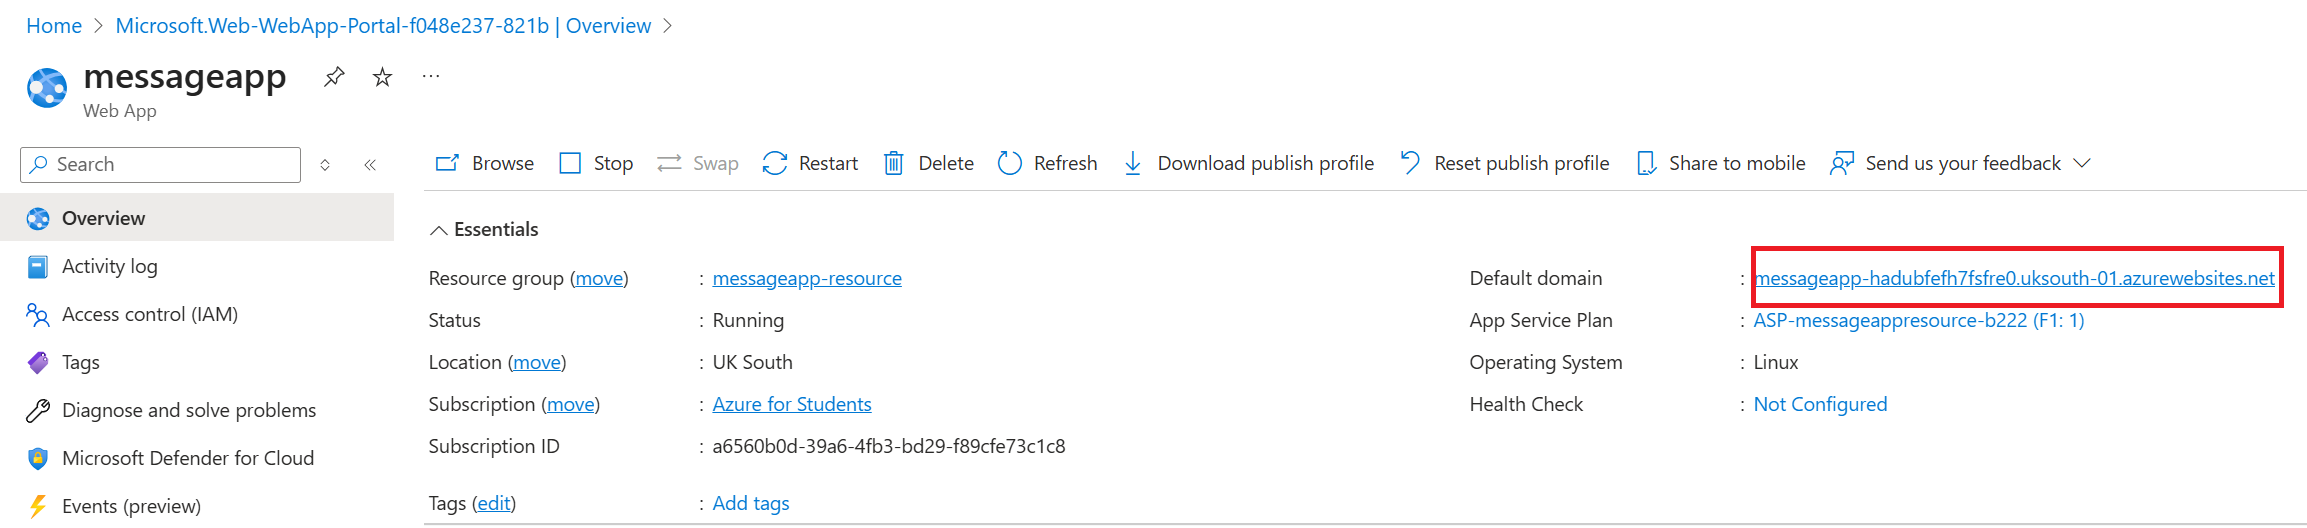 Home > Microsoft.Web-WebApp-Portal-f048e237-821b | Overview >
messageapp
Web App
Search
Browse Stop Swap Restart Delete Refresh Download publish profile Reset publish profile Share to mobile Send us your feedback
Overview
Activity log
Access control (IAM)
Tags
Diagnose and solve problems
Microsoft Defender for Cloud
Events (preview)
Essentials
Resource group (move) : messageapp-resource
Status : Running
Location (move) : UK South
Subscription (move) : Azure for Students
Subscription ID : a6560b0d-39a6-4fb3-bd29-f89cfe73c1c8
Tags (edit) : Add tags
Default domain : messageapp-hadubfefh7fsfre0.uksouth-01.azurewebsites.net
App Service Plan : ASP-messageappresource-b222 (F1: 1)
Operating System : Linux
Health Check : Not Configured